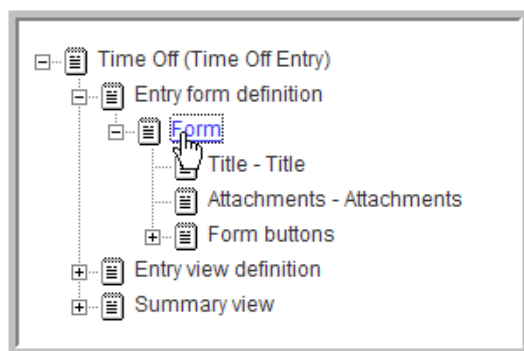 Time Off (Time Off Entry)
Entry form definition
Form
Title - Title
Attachments - Attachments
Form buttons
Entry view definition
Summary view